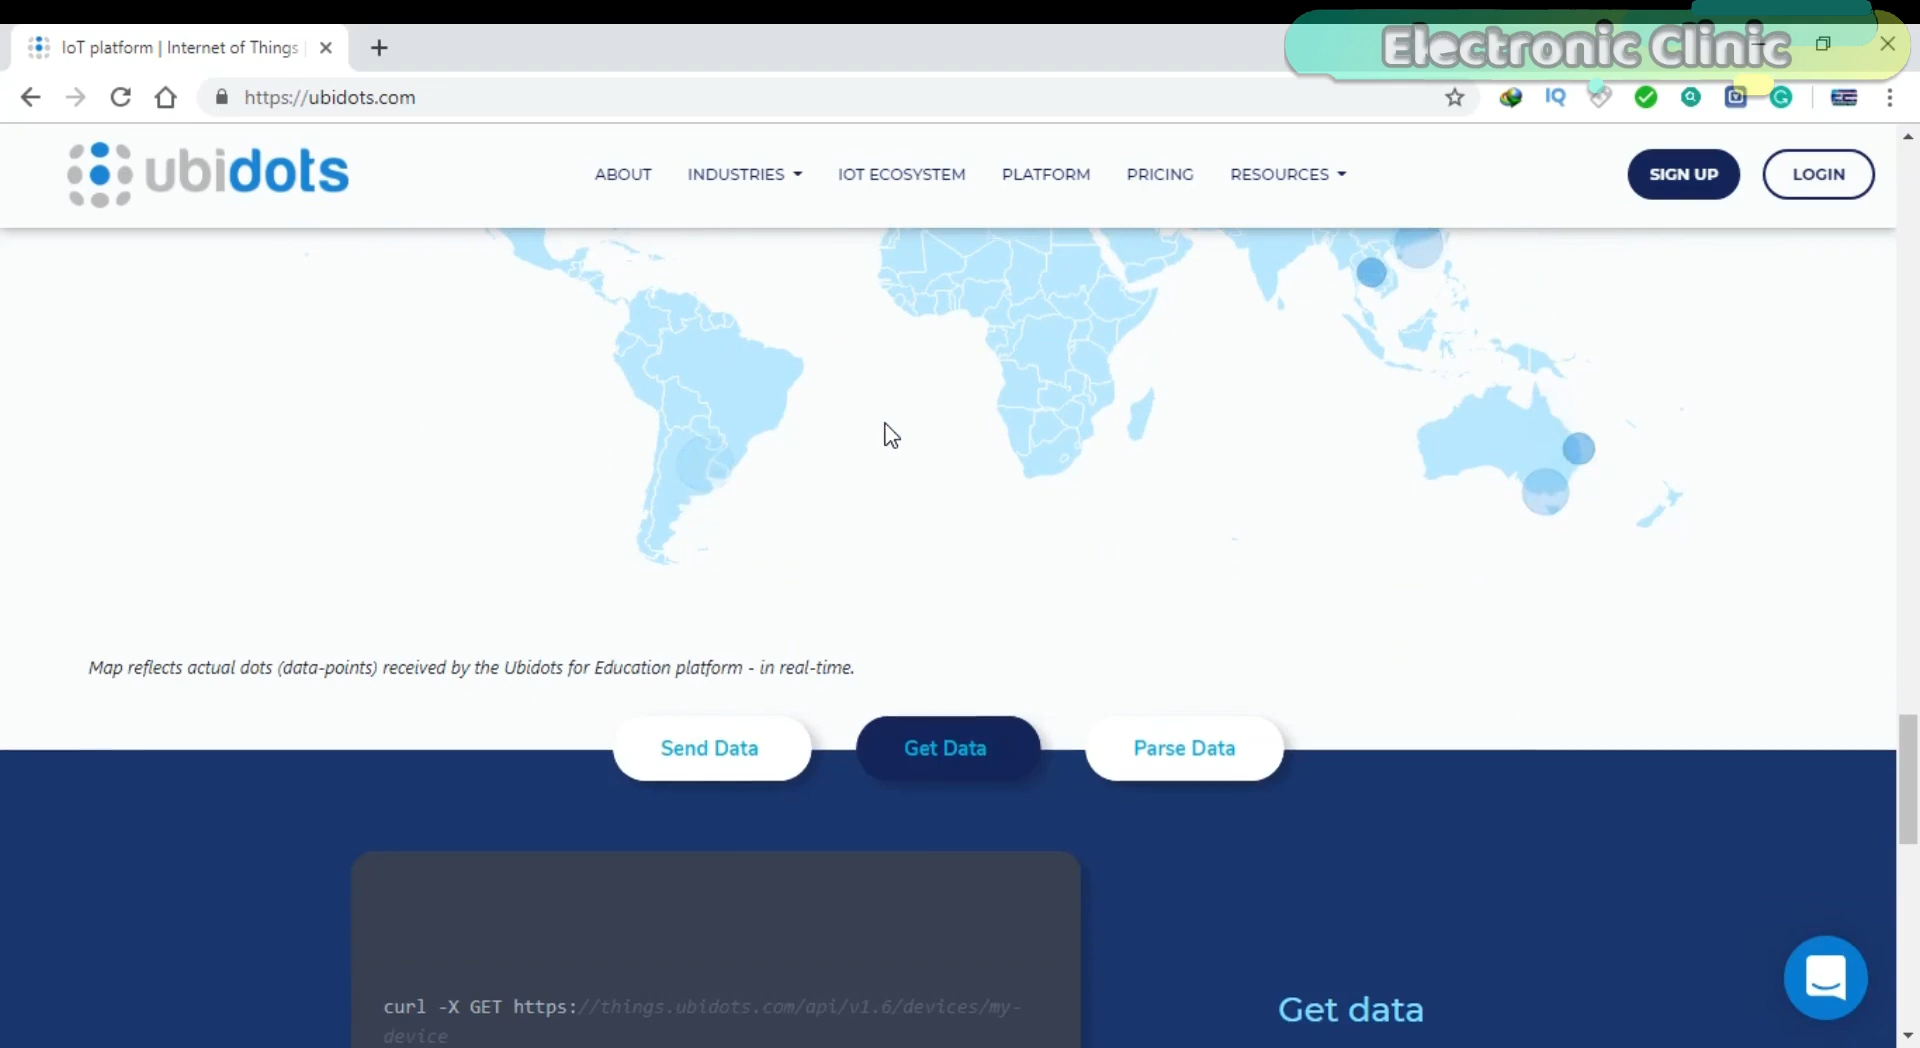 IoT platform | Internet of Things
Electronic Clinic
https://ubidots.com
IQ
ubidots
ABOUT
INDUSTRIES
IOT ECOSYSTEM
PLATFORM
PRICING
RESOURCES
SIGN UP
LOGIN
Map reflects actual dots (data-points) received by the Ubidots for Education platform - in real-time.
Send Data
Get Data
Parse Data
curl -X GET https://things.ubidots.com/api/v1.6/devices/my-
device
Get data